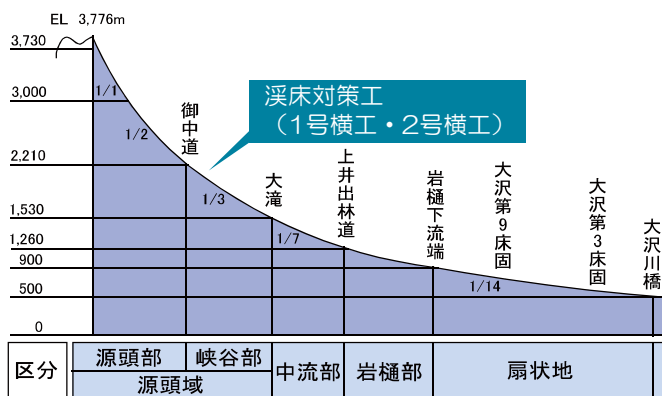 EL 3,776m
3,730
3,000
2,210
1,530
1,260
900
500
0
1/1
1/2
1/3
1/7
1/14
御中道
渓床対策工
（1号横工・2号横工）
大滝
上井出林道
岩樋下流端
大沢第9床固
大沢第3床固
大沢川橋
区分
源頭部
峡谷部
源頭域
中流部
岩樋部
扇状地